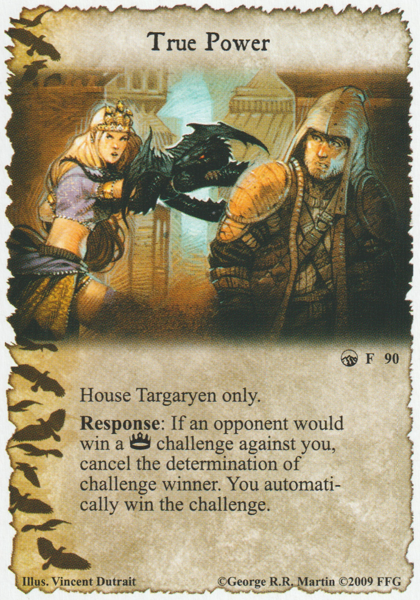 True Power
F 90
House Targaryen only.
Response: If an opponent would
win a challenge against you,
cancel the determination of
challenge winner. You automati-
cally win the challenge.
Illus. Vincent Dutrait ©George R.R. Martin ©2009 FFG